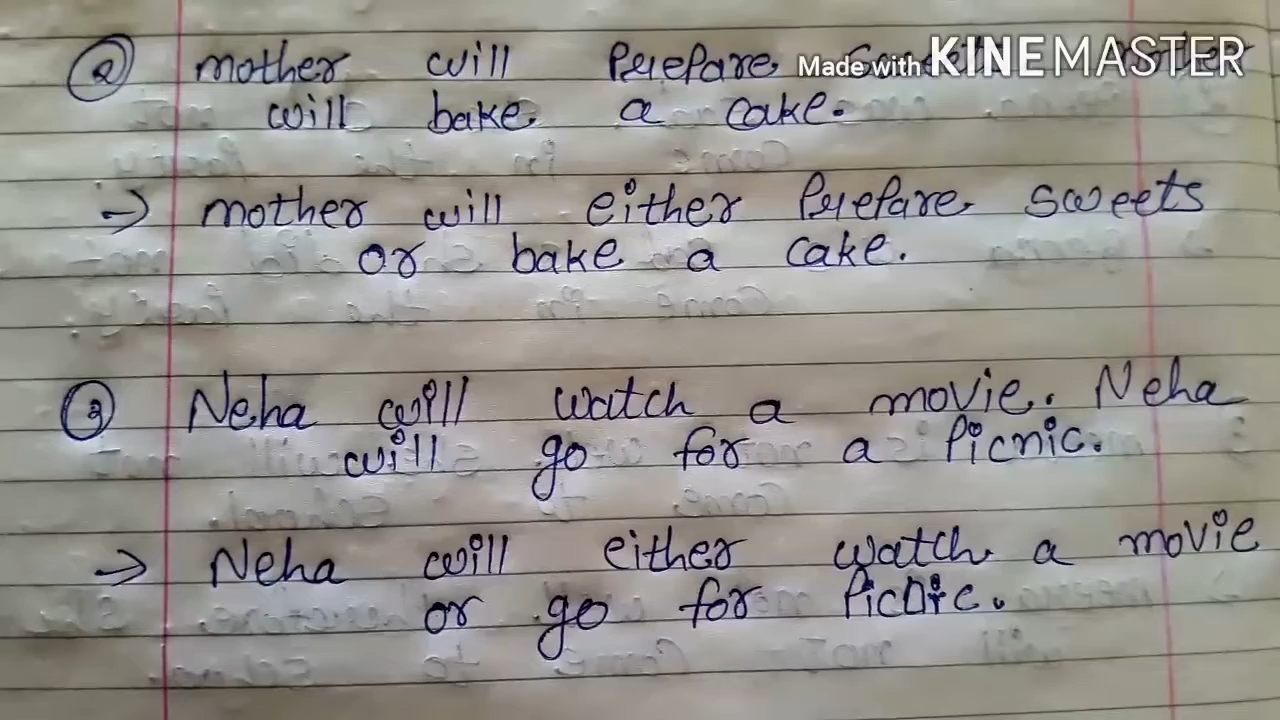 ② mother will Prepare
Made with KINEMASTER
will bake a cake.
→ mother will either Prepare sweets
or bake a cake.
③ Neha will watch a movie. Neha
will go for a Picnic.
→ Neha will either watch a movie
or go for Picnic.